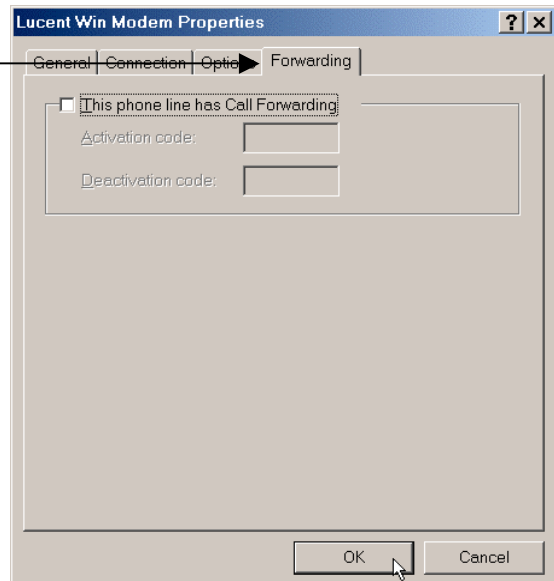 Lucent Win Modem Properties
General Connection Options Forwarding
This phone line has Call Forwarding
Activation code:
Deactivation code:
OK Cancel